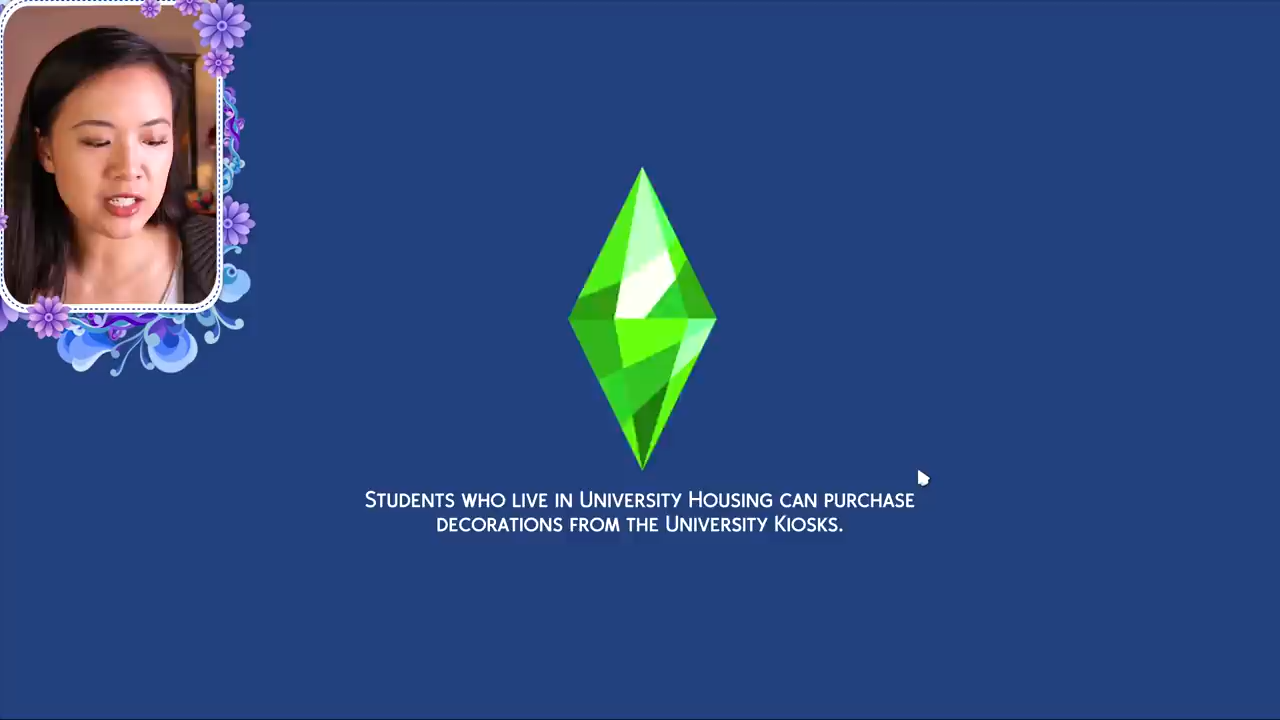 Students who live in University Housing can purchase
decorations from the University Kiosks.